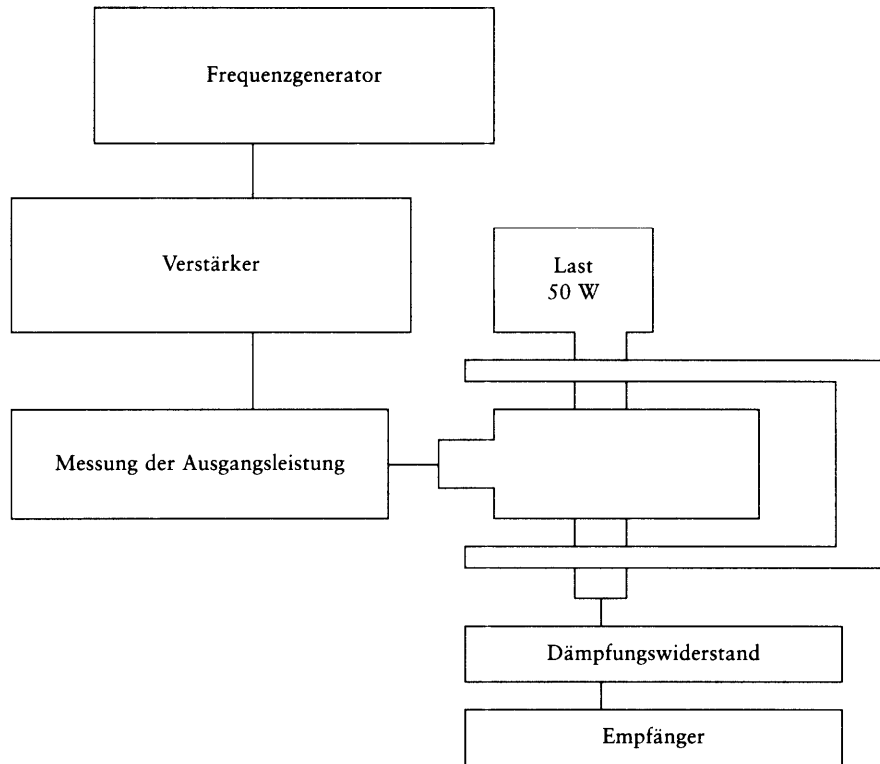 Frequenzgenerator
Verstärker
Last
50 W
Messung der Ausgangsleistung
Dämpfungswiderstand
Empfänger